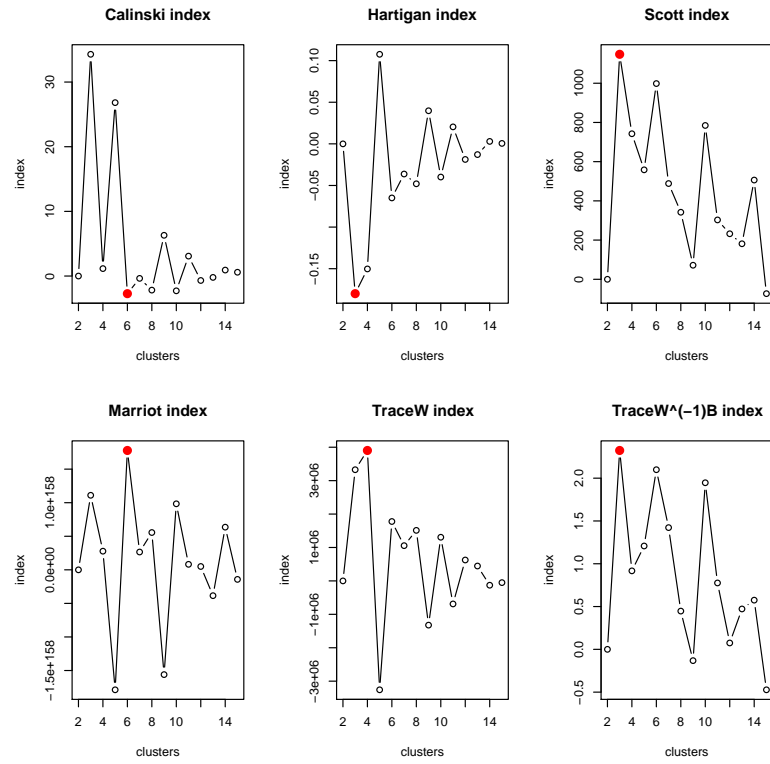 Calinski index
index
0 10 20 30
2 4 6 8 10 14
clusters
Hartigan index
index
−0.15 −0.05 0.00 0.05 0.10
2 4 6 8 10 14
clusters
Scott index
index
0 200 400 600 800 1000
2 4 6 8 10 14
clusters
Marriot index
index
−1.5e+158 0.0e+00 1.0e+158
2 4 6 8 10 14
clusters
TraceW index
index
−3e+06 −1e+06 1e+06 3e+06
2 4 6 8 10 14
clusters
TraceW^(−1)B index
index
−0.5 0.0 0.5 1.0 1.5 2.0
2 4 6 8 10 14
clusters